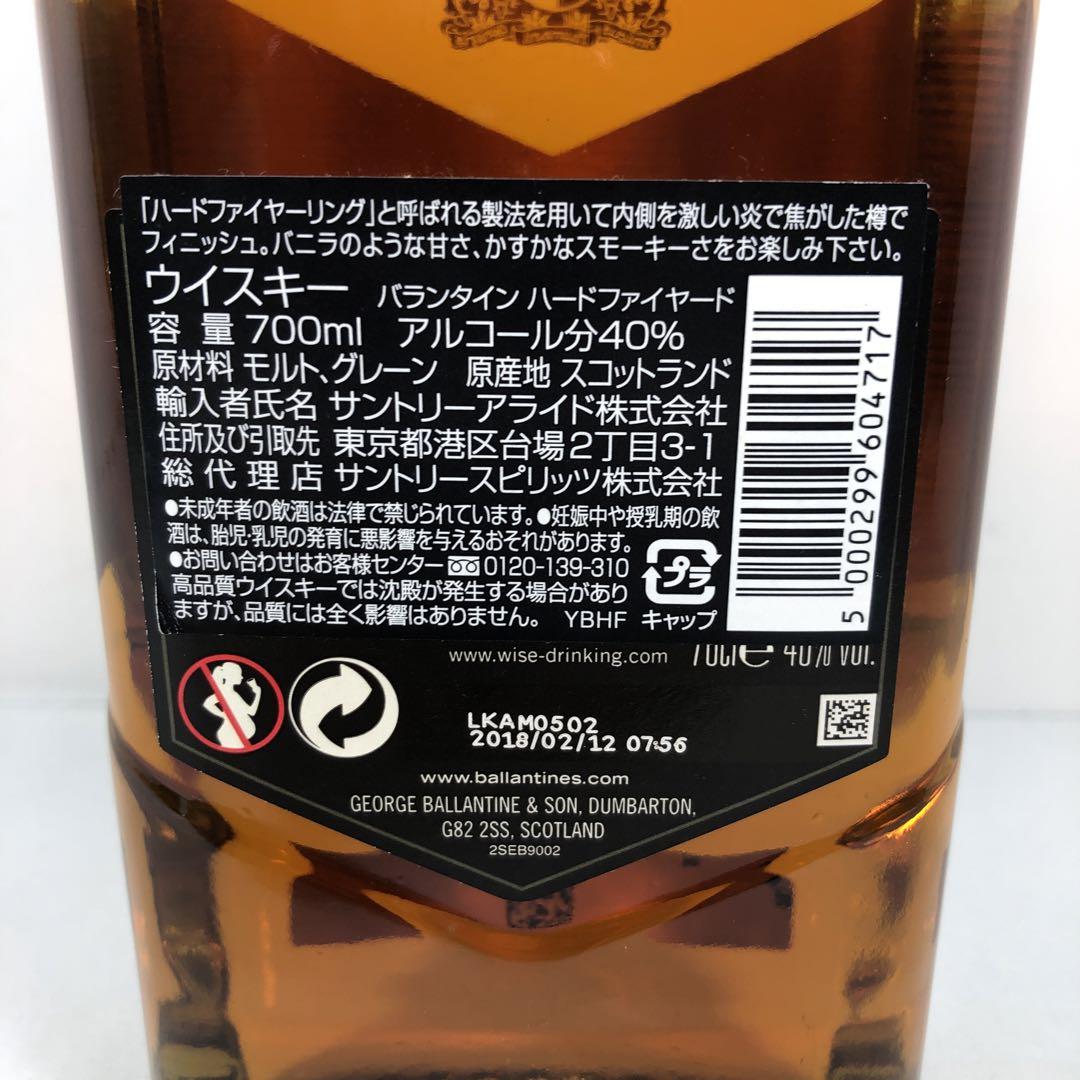 「ハードファイヤーリング」と呼ばれる製法を用いて内側を激しい炎で焦がした樽で
フィニッシュ。バニラのような甘さ、かすかなスモーキーさをお楽しみ下さい。
ウイスキー バランタイン ハードファイヤード
容量 700ml アルコール分40%
原材料 モルト、グレーン 原産地 スコットランド
輸入者氏名 サントリーアライド株式会社
住所及び引取先 東京都港区台場2丁目3-1
総代理店 サントリースピリッツ株式会社
●未成年者の飲酒は法律で禁じられています。●妊娠中や授乳期の飲
酒は、胎児・乳児の発育に悪影響を与えるおそれがあります。
●お問い合わせはお客様センター 0120-139-310
高品質ウイスキーでは沈殿が発生する場合があり
ますが、品質には全く影響はありません。 YBHF キャップ
プラ
5 000299 604717
www.wise-drinking.com 70cl e 40% vol.
LKAM0502
2018/02/12 07:56
www.ballantines.com
GEORGE BALLANTINE & SON, DUMBARTON,
G82 2SS, SCOTLAND
2SEB9002